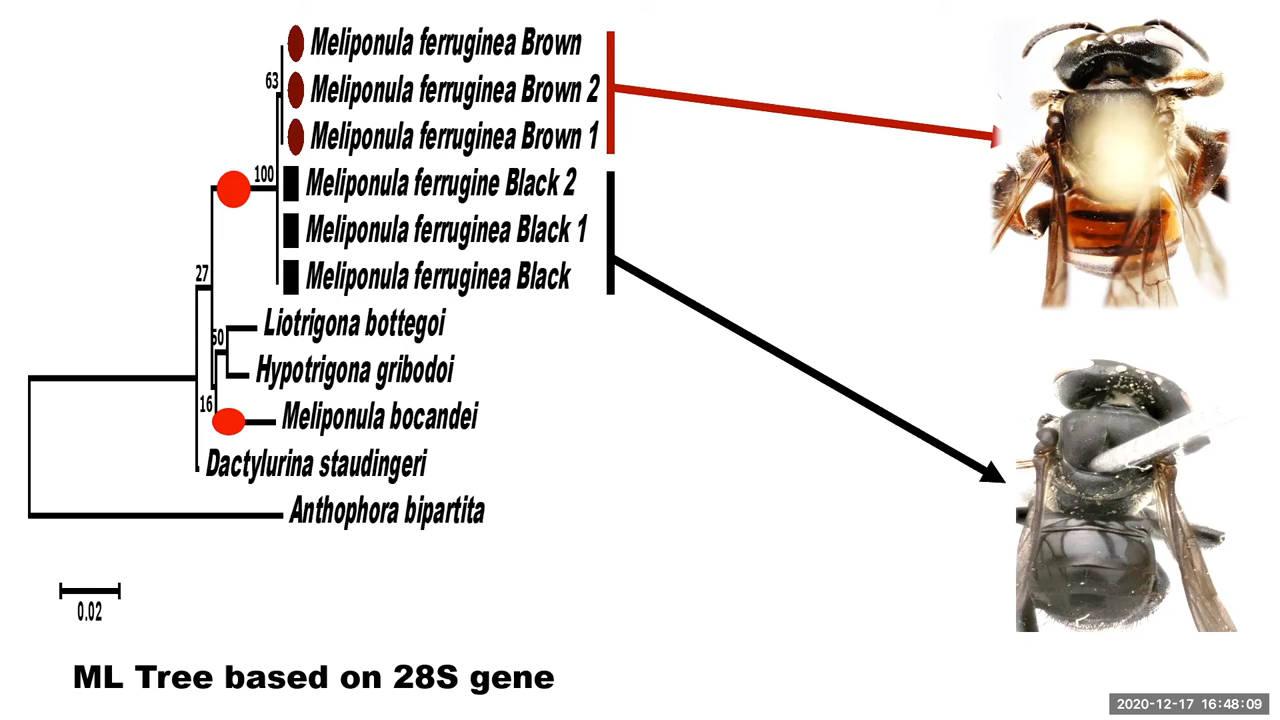 Meliponula ferruginea Brown
63
Meliponula ferruginea Brown 2
Meliponula ferruginea Brown 1
100
Meliponula ferrugine Black 2
Meliponula ferruginea Black 1
27
Meliponula ferruginea Black
Liotrigona bottegoi
50
Hypotrigona gribodoi
16
Meliponula bocandei
Dactylurina staudingeri
Anthophora bipartita
0.02
ML Tree based on 28S gene
2020-12-17 16:48:09